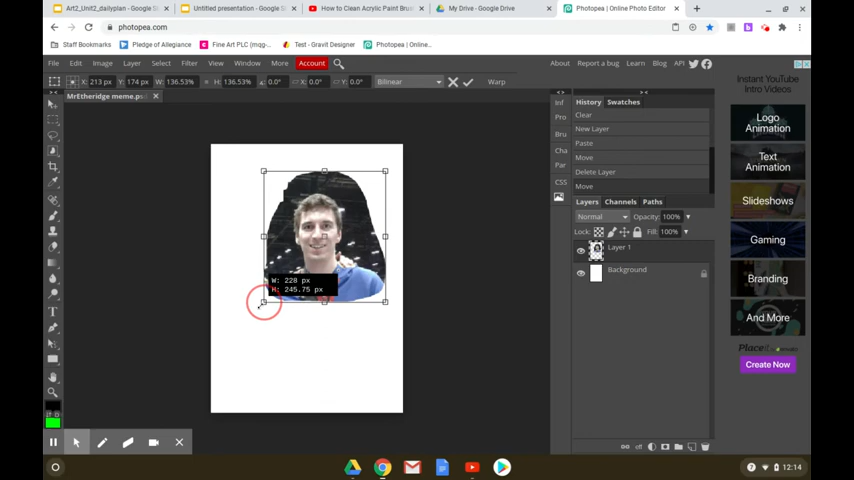 Art2_Unit2_dailyplan - Google Sl
Untitled presentation - Google Sl
How to Clean Acrylic Paint Brus
My Drive - Google Drive
Photopea | Online Photo Editor
photopea.com
Staff Bookmarks
Pledge of Allegiance
Fine Art PLC (mqg-...
Test - Gravit Designer
Photopea | Online...
File Edit Image Layer Select Filter View Window More Account
About Report a bug Learn Blog API
X: 213 px Y: 174 px W: 136.53% H: 136.53% 0.0° X: 0.0° Y: 0.0° Bilinear Warp
MrEtheridge meme.psd
Inf
Pro
Bru
Cha
Par
CSS
History Swatches
Clear
New Layer
Paste
Move
Delete Layer
Move
Layers Channels Paths
Normal Opacity: 100%
Lock: Fill: 100%
Layer 1
Background
W: 228 px
H: 245.75 px
Instant YouTube
Intro Videos
Logo
Animation
Text
Animation
Slideshows
Gaming
Branding
And More
Placeit
Create Now
12:14